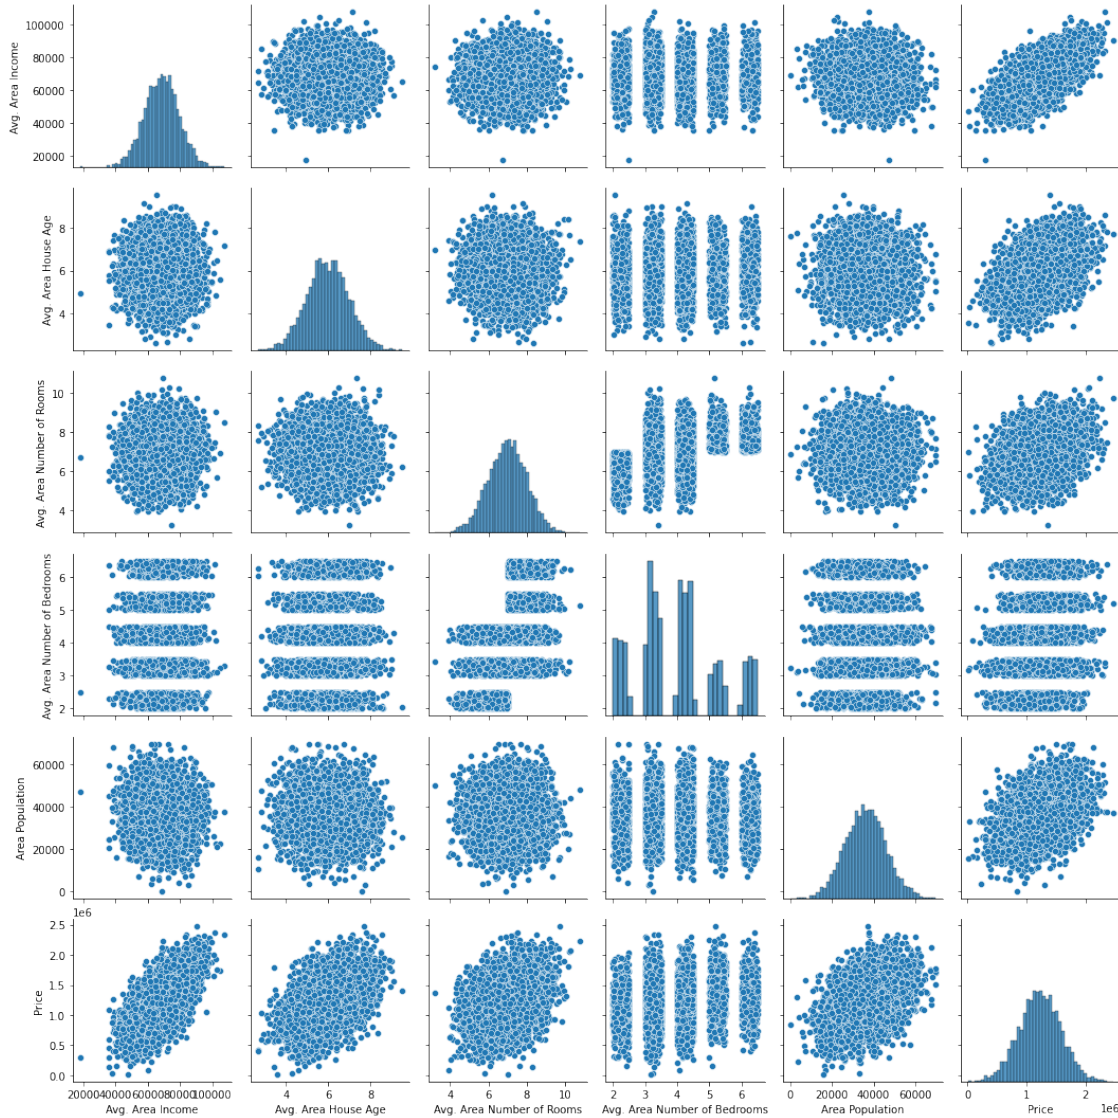 Avg. Area Income
100000
80000
60000
40000
20000
Avg. Area House Age
8
6
4
Avg. Area Number of Rooms
10
8
6
4
Avg. Area Number of Bedrooms
6
5
4
3
2
Area Population
60000
40000
20000
0
1e6
Price
2.5
2.0
1.5
1.0
0.5
0.0
20000 40000 60000 80000 100000
Avg. Area Income
4 6 8
Avg. Area House Age
4 6 8 10
Avg. Area Number of Rooms
2 3 4 5 6
Avg. Area Number of Bedrooms
0 20000 40000 60000
Area Population
0 1 2
Price
1e6